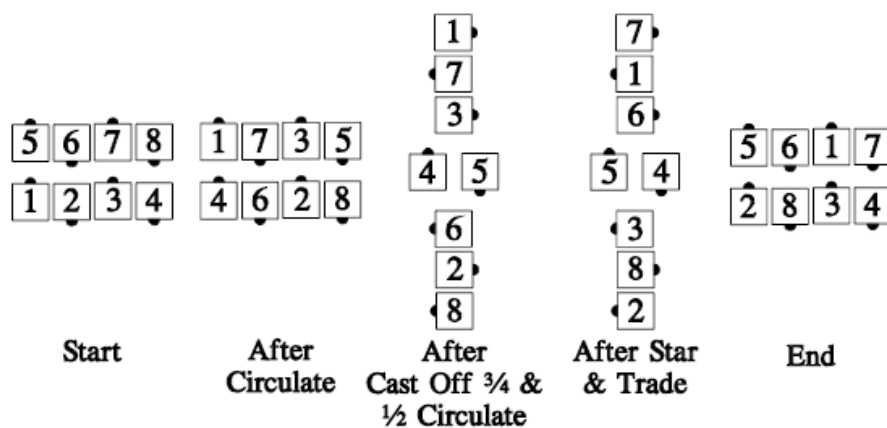 1
7
7
1
5 6 7 8
1 7 3 5
3
6
5 6 1 7
4 5
5 4
1 2 3 4
4 6 2 8
2 8 3 4
6
3
2
8
8
2
Start
After
Circulate
After
Cast Off ¾ &
½ Circulate
After Star
& Trade
End